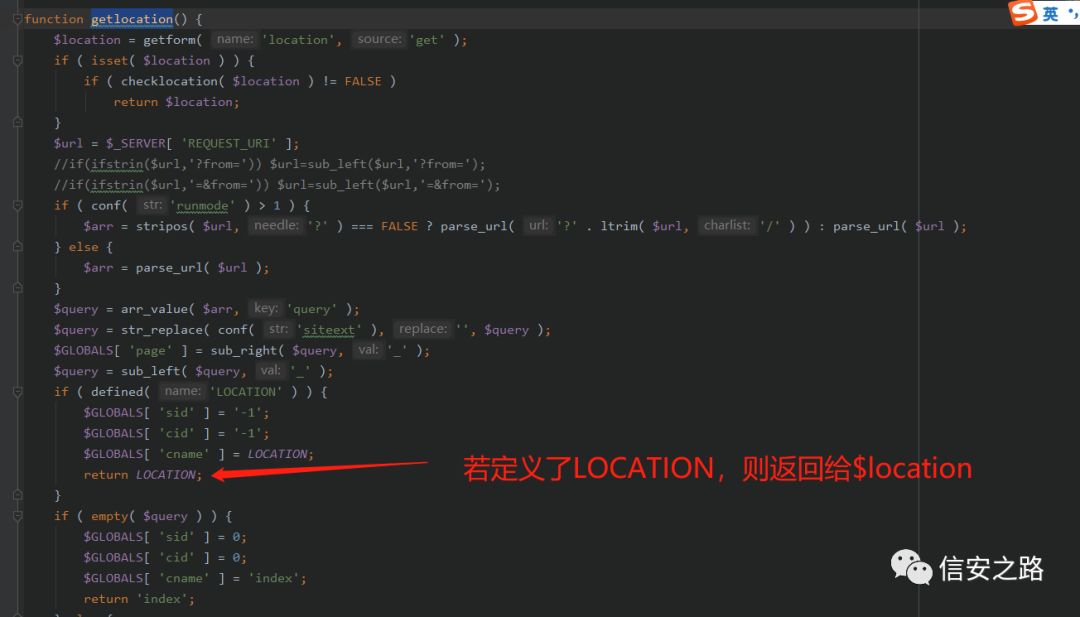 function getlocation() {
S 英
$location = getform( name: 'location', source: 'get' );
if ( isset( $location ) ) {
if ( checklocation( $location ) != FALSE )
return $location;
}
$url = $_SERVER[ 'REQUEST_URI' ];
//if(ifstrin($url,'?from=')) $url=sub_left($url,'?from=');
//if(ifstrin($url,'=&from=')) $url=sub_left($url,'=&from=');
if ( conf( str: 'runmode' ) > 1 ) {
$arr = stripos( $url, needle: '?' ) === FALSE ? parse_url( url: '?' . ltrim( $url, charlist: '/' ) ) : parse_url( $url );
} else {
$arr = parse_url( $url );
}
$query = arr_value( $arr, key: 'query' );
$query = str_replace( conf( str: 'siteext' ), replace: '', $query );
$GLOBALS[ 'page' ] = sub_right( $query, val: '_' );
$query = sub_left( $query, val: '_' );
if ( defined( name: 'LOCATION' ) ) {
$GLOBALS[ 'sid' ] = '-1';
$GLOBALS[ 'cid' ] = '-1';
$GLOBALS[ 'cname' ] = LOCATION;
return LOCATION;
若定义了LOCATION，则返回给$location
}
if ( empty( $query ) ) {
$GLOBALS[ 'sid' ] = 0;
$GLOBALS[ 'cid' ] = 0;
$GLOBALS[ 'cname' ] = 'index';
return 'index';
信安之路